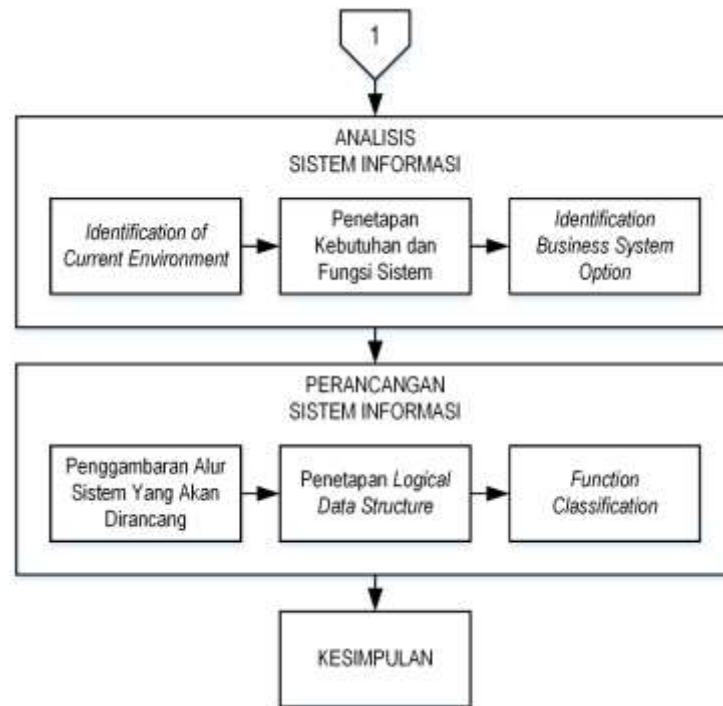 1
ANALISIS
SISTEM INFORMASI
Identification of
Current Environment
Penetapan
Kebutuhan dan
Fungsi Sistem
Identification
Business System
Option
PERANCANGAN
SISTEM INFORMASI
Penggambaran Alur
Sistem Yang Akan
Dirancang
Penetapan Logical
Data Structure
Function
Classification
KESIMPULAN